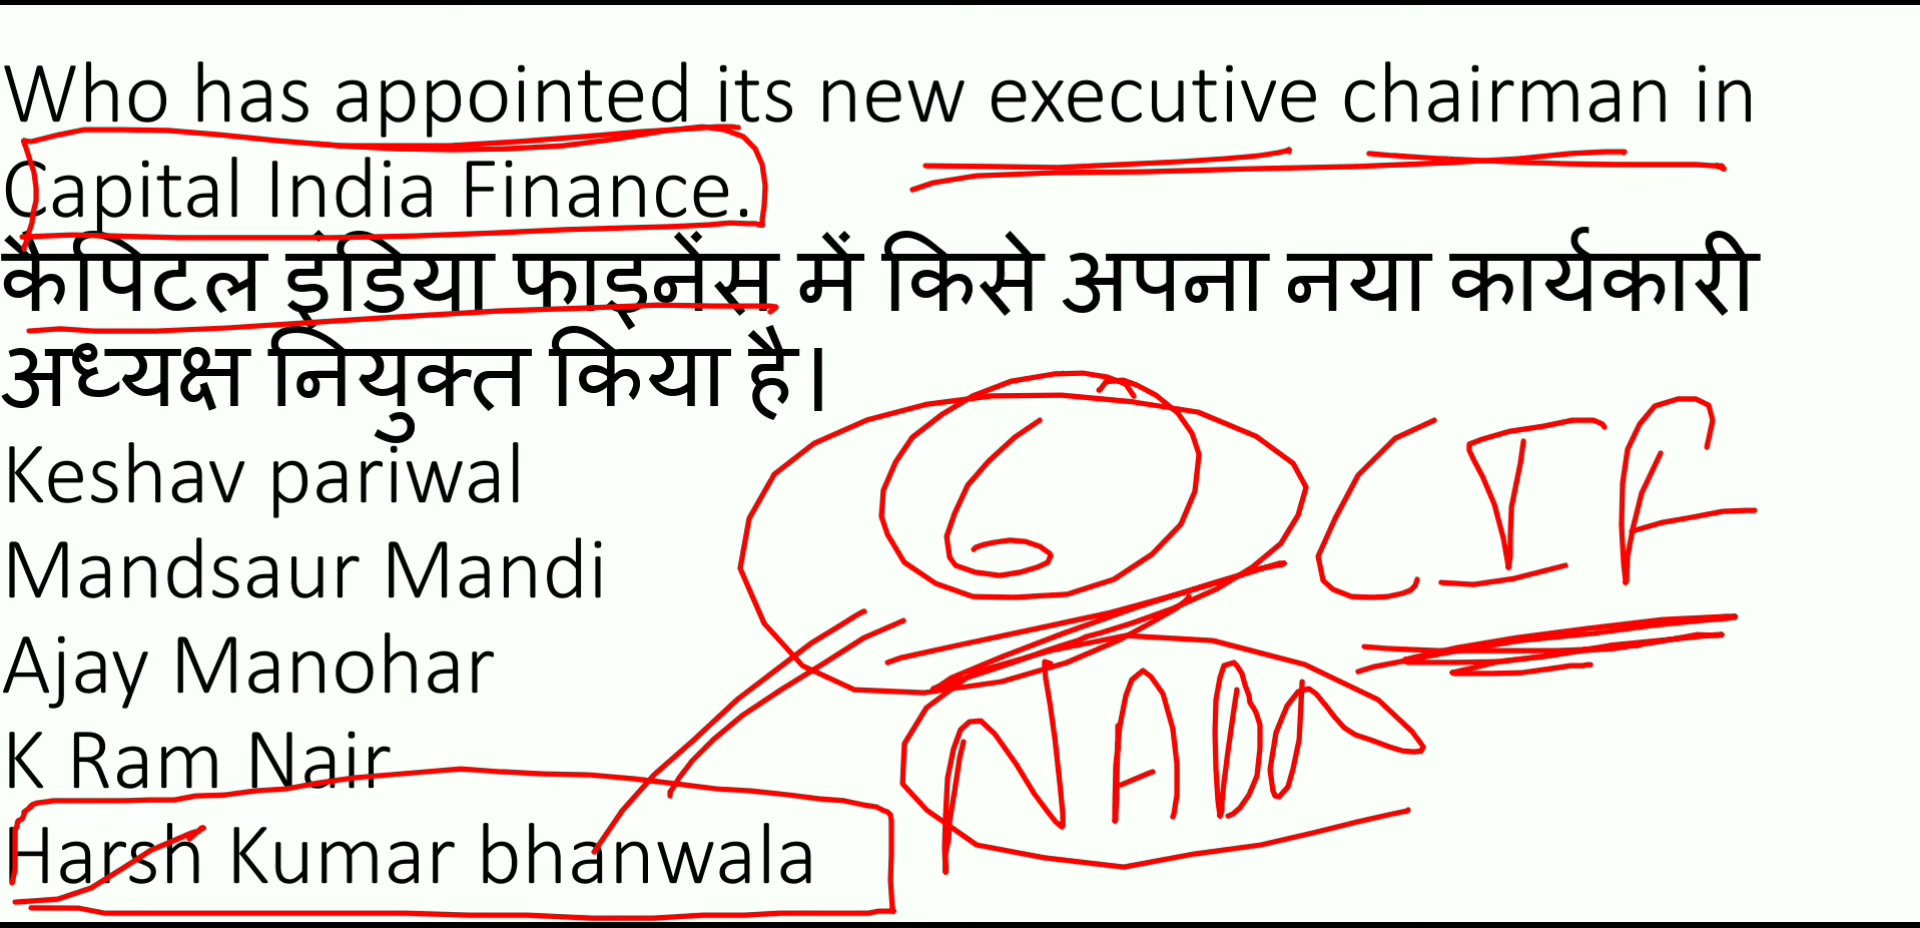 Who has appointed its new executive chairman in
Capital India Finance.
कैपिटल इंडिया फाइनेंस में किसे अपना नया कार्यकारी
अध्यक्ष नियुक्त किया है।
Keshav pariwal
Mandsaur Mandi
Ajay Manohar
K Ram Nair
Harsh Kumar bhanwala
CIF